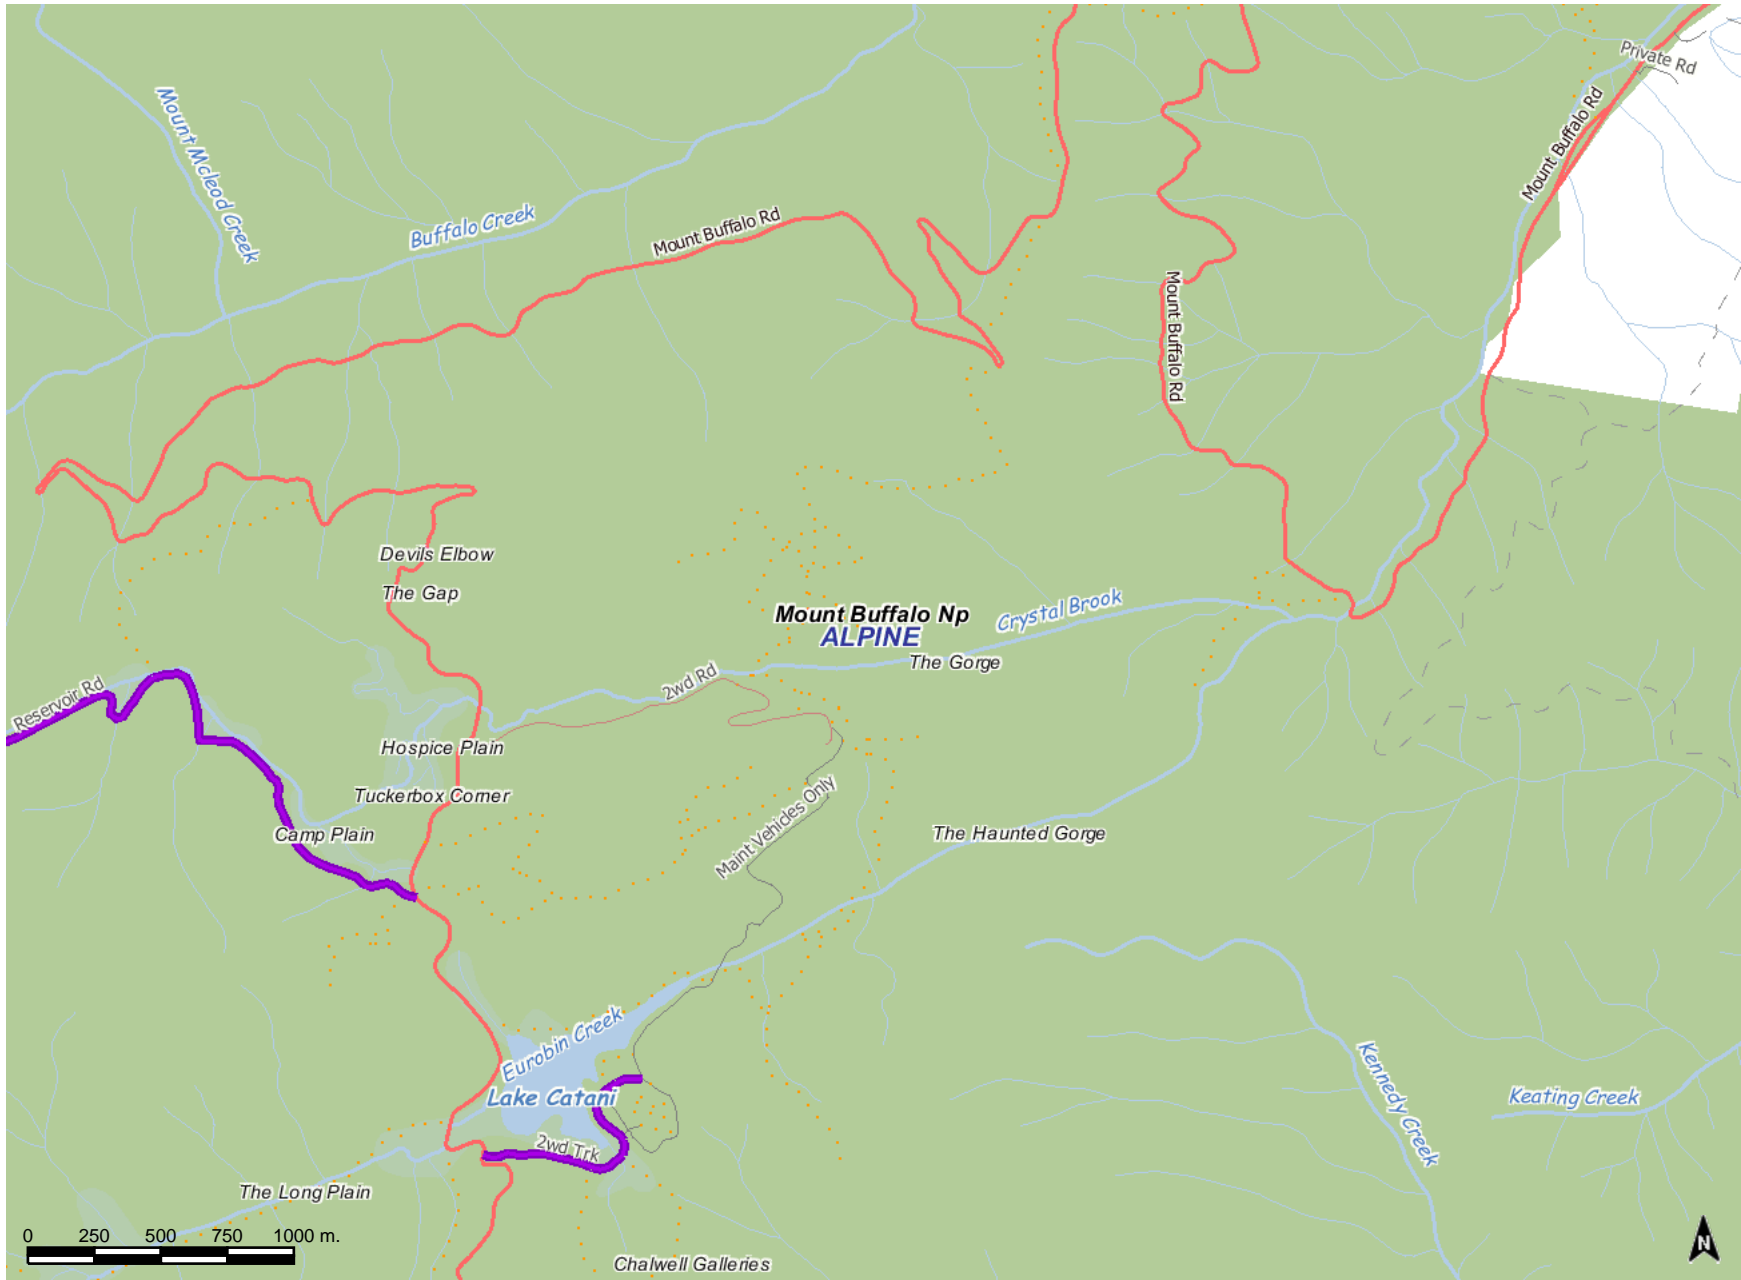 Private Rd
Mount Mcleod Creek
Mount Buffalo Rd
Buffalo Creek
Mount Buffalo Rd
Mount Buffalo Rd
Devils Elbow
The Gap
Mount Buffalo Np
ALPINE
Crystal Brook
The Gorge
2wd Rd
Reservoir Rd
Hospice Plain
Tuckerbox Corner
Camp Plain
Maint Vehicles Only
The Haunted Gorge
Eurobin Creek
Lake Catani
Kennedy Creek
Keating Creek
2wd Trk
The Long Plain
0 250 500 750 1000 m.
Chalwell Galleries
N